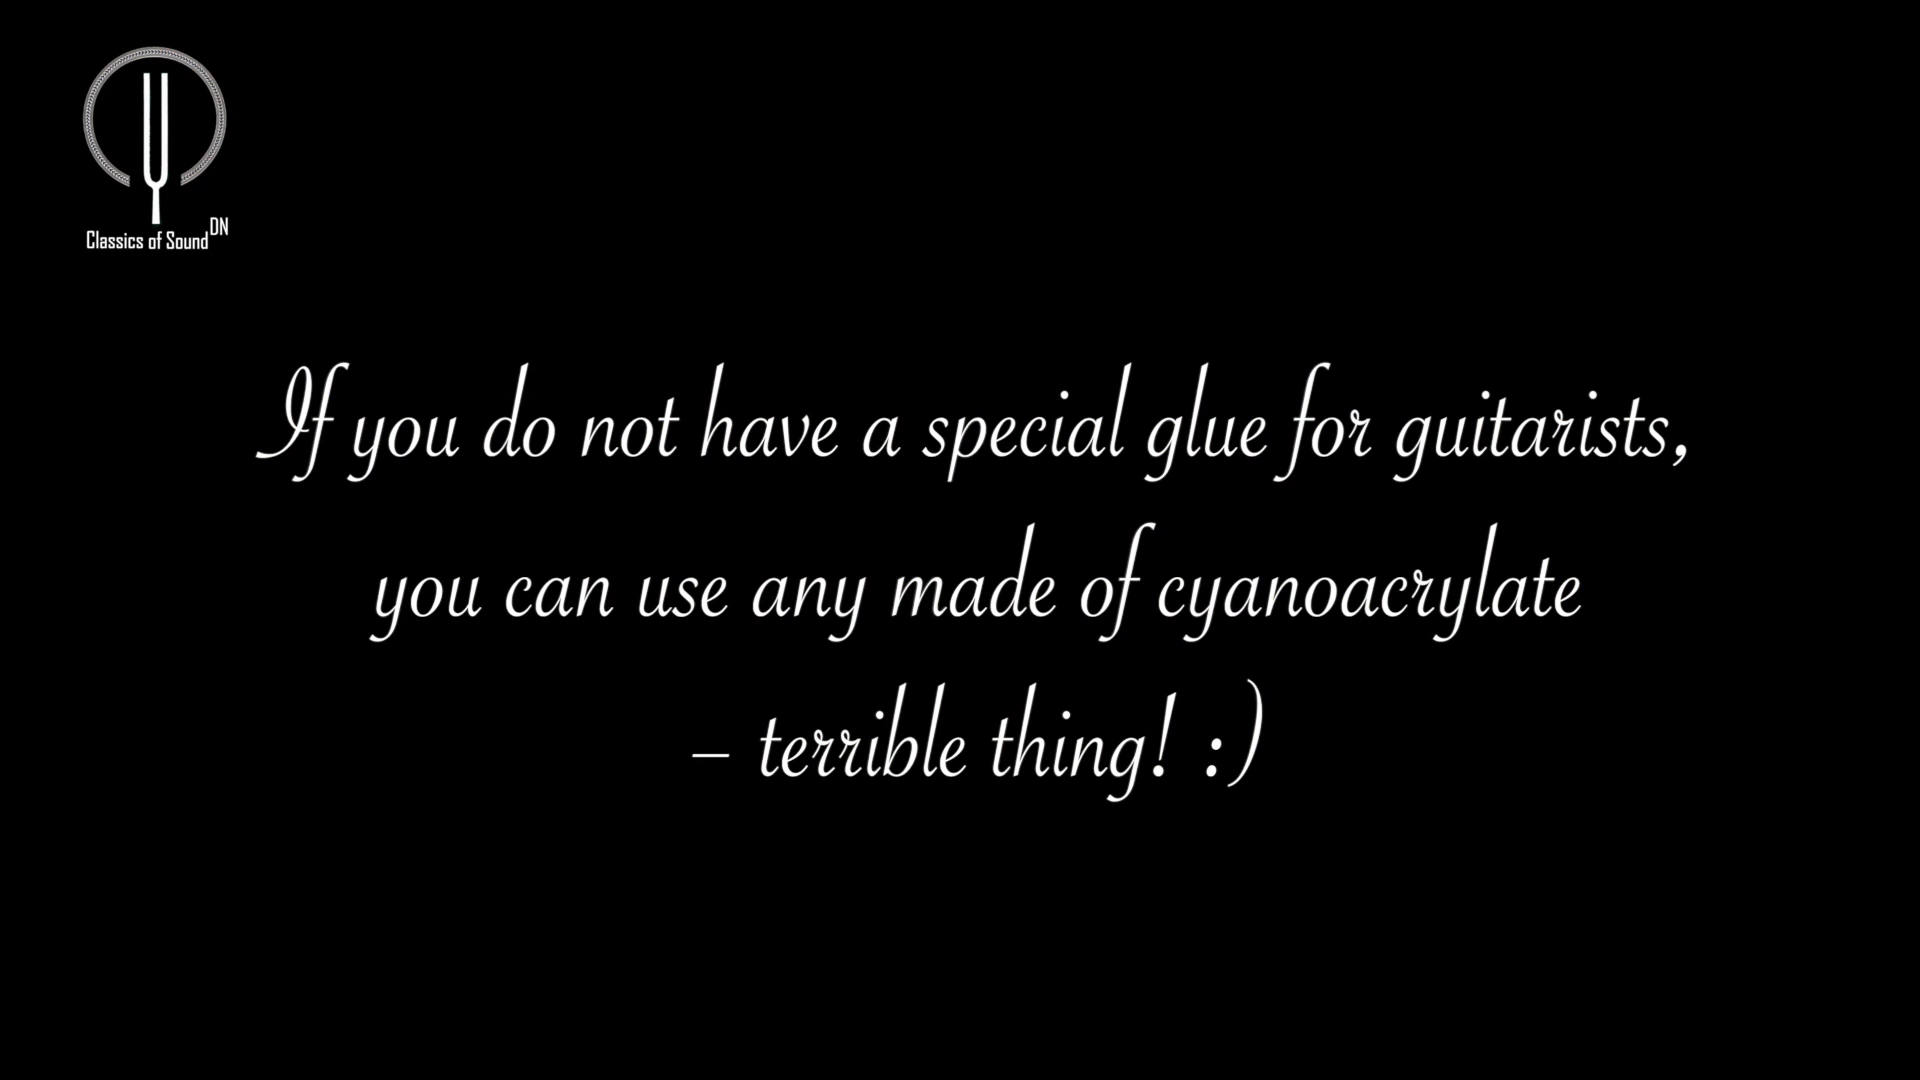 Classics of Sound DN
If you do not have a special glue for guitarists,
you can use any made of cyanoacrylate
– terrible thing! :)